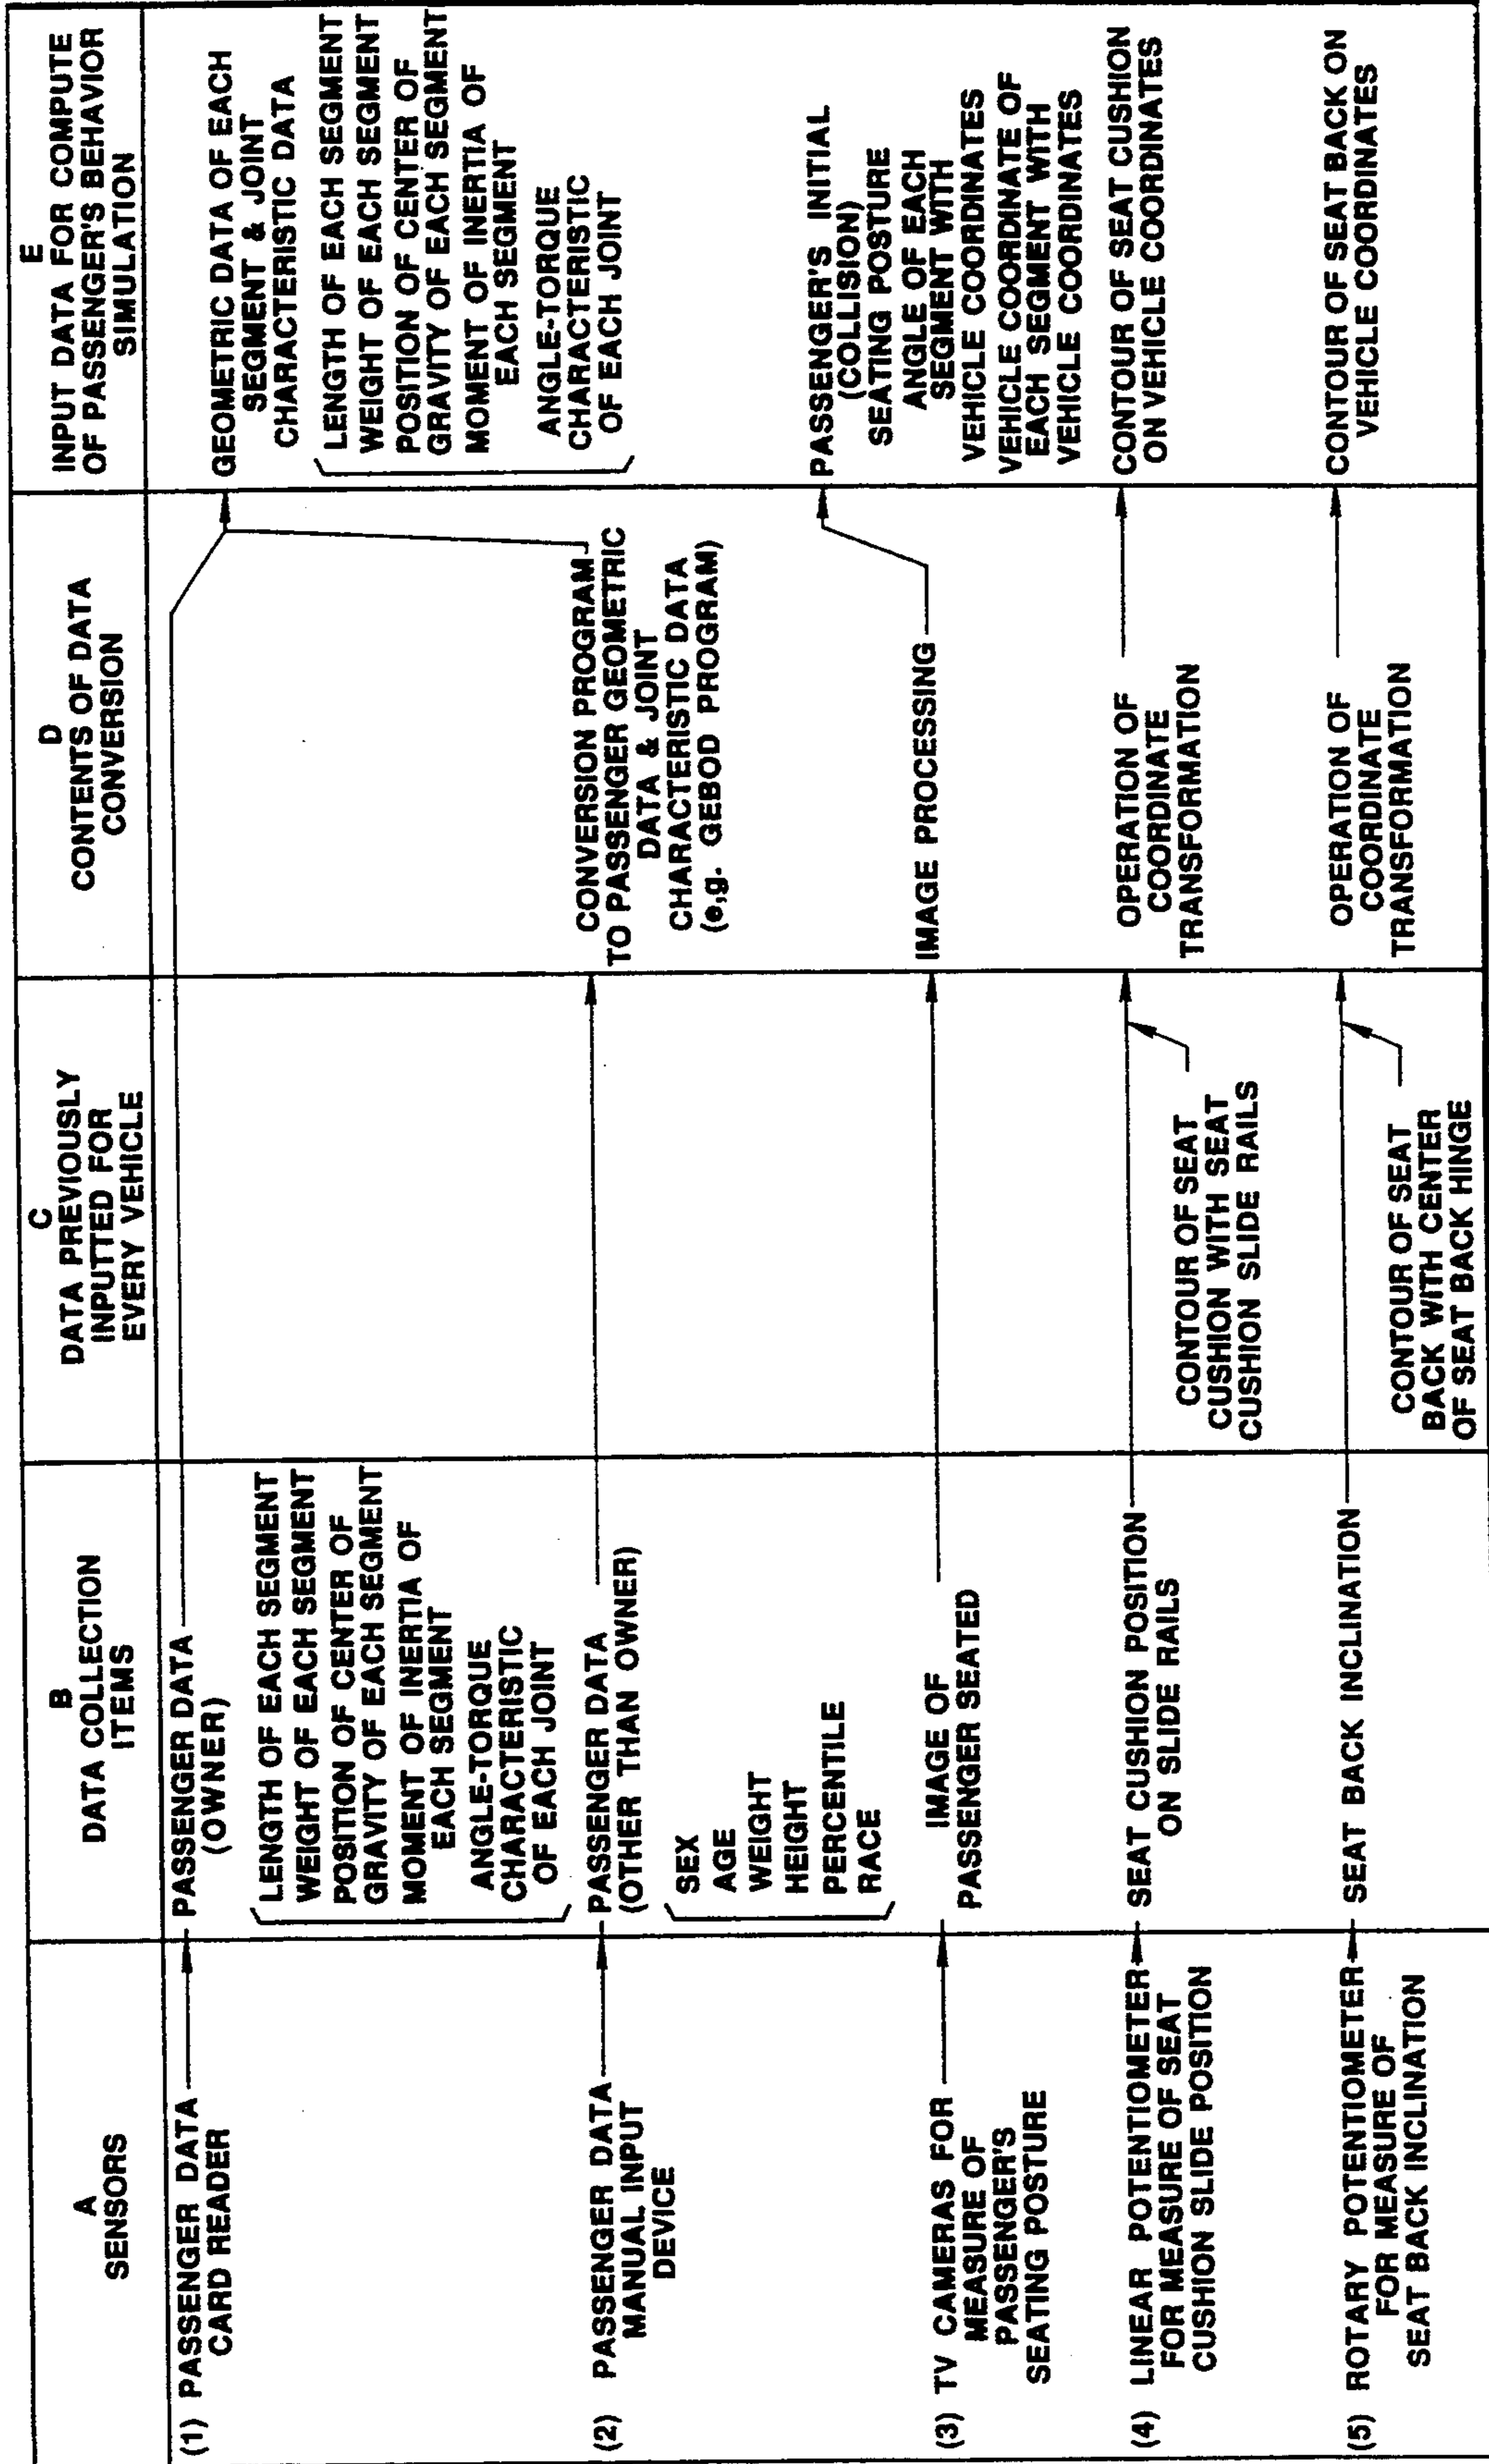 A
SENSORS
B
DATA COLLECTION
ITEMS
C
DATA PREVIOUSLY
INPUTTED FOR
EVERY VEHICLE
D
CONTENTS OF DATA
CONVERSION
E
INPUT DATA FOR COMPUTE
OF PASSENGER'S BEHAVIOR
SIMULATION
(1) PASSENGER DATA
CARD READER
PASSENGER DATA
(OWNER)
LENGTH OF EACH SEGMENT
WEIGHT OF EACH SEGMENT
POSITION OF CENTER OF
GRAVITY OF EACH SEGMENT
MOMENT OF INERTIA OF
EACH SEGMENT
ANGLE-TORQUE
CHARACTERISTIC
OF EACH JOINT
GEOMETRIC DATA OF EACH
SEGMENT & JOINT
CHARACTERISTIC DATA
LENGTH OF EACH SEGMENT
WEIGHT OF EACH SEGMENT
POSITION OF CENTER OF
GRAVITY OF EACH SEGMENT
MOMENT OF INERTIA OF
EACH SEGMENT
ANGLE-TORQUE
CHARACTERISTIC
OF EACH JOINT
(2) PASSENGER DATA
MANUAL INPUT
DEVICE
PASSENGER DATA
(OTHER THAN OWNER)
SEX
AGE
WEIGHT
HEIGHT
PERCENTILE
RACE
CONVERSION PROGRAM
TO PASSENGER GEOMETRIC
DATA & JOINT
CHARACTERISTIC DATA
(e,g. GEBOD PROGRAM)
(3) TV CAMERAS FOR
MEASURE OF
PASSENGER'S
SEATING POSTURE
IMAGE OF
PASSENGER SEATED
IMAGE PROCESSING
PASSENGER'S INITIAL
(COLLISION)
SEATING POSTURE
ANGLE OF EACH
SEGMENT WITH
VEHICLE COORDINATES
VEHICLE COORDINATE OF
EACH SEGMENT WITH
VEHICLE COORDINATES
(4) LINEAR POTENTIOMETER
FOR MEASURE OF SEAT
CUSHION SLIDE POSITION
SEAT CUSHION POSITION
ON SLIDE RAILS
CONTOUR OF SEAT
CUSHION WITH SEAT
CUSHION SLIDE RAILS
OPERATION OF
COORDINATE
TRANSFORMATION
CONTOUR OF SEAT CUSHION
ON VEHICLE COORDINATES
(5) ROTARY POTENTIOMETER
FOR MEASURE OF
SEAT BACK INCLINATION
SEAT BACK INCLINATION
CONTOUR OF SEAT
BACK WITH CENTER
OF SEAT BACK HINGE
OPERATION OF
COORDINATE
TRANSFORMATION
CONTOUR OF SEAT BACK ON
VEHICLE COORDINATES